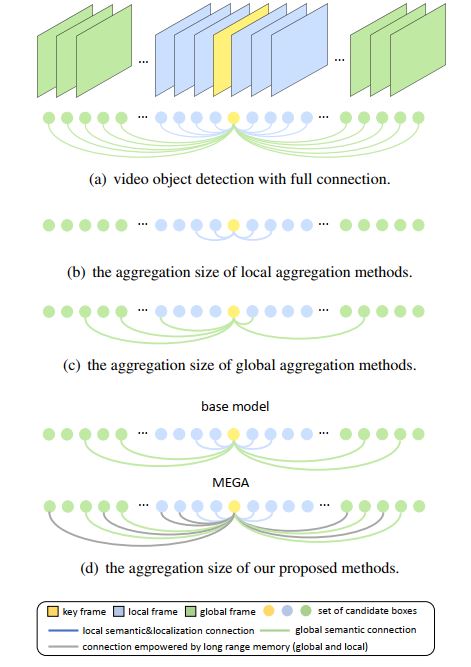 ...
...
...
...
(a) video object detection with full connection.
...
...
(b) the aggregation size of local aggregation methods.
...
...
(c) the aggregation size of global aggregation methods.
base model
...
...
MEGA
...
...
(d) the aggregation size of our proposed methods.
key frame local frame global frame set of candidate boxes
local semantic&localization connection global semantic connection
connection empowered by long range memory (global and local)